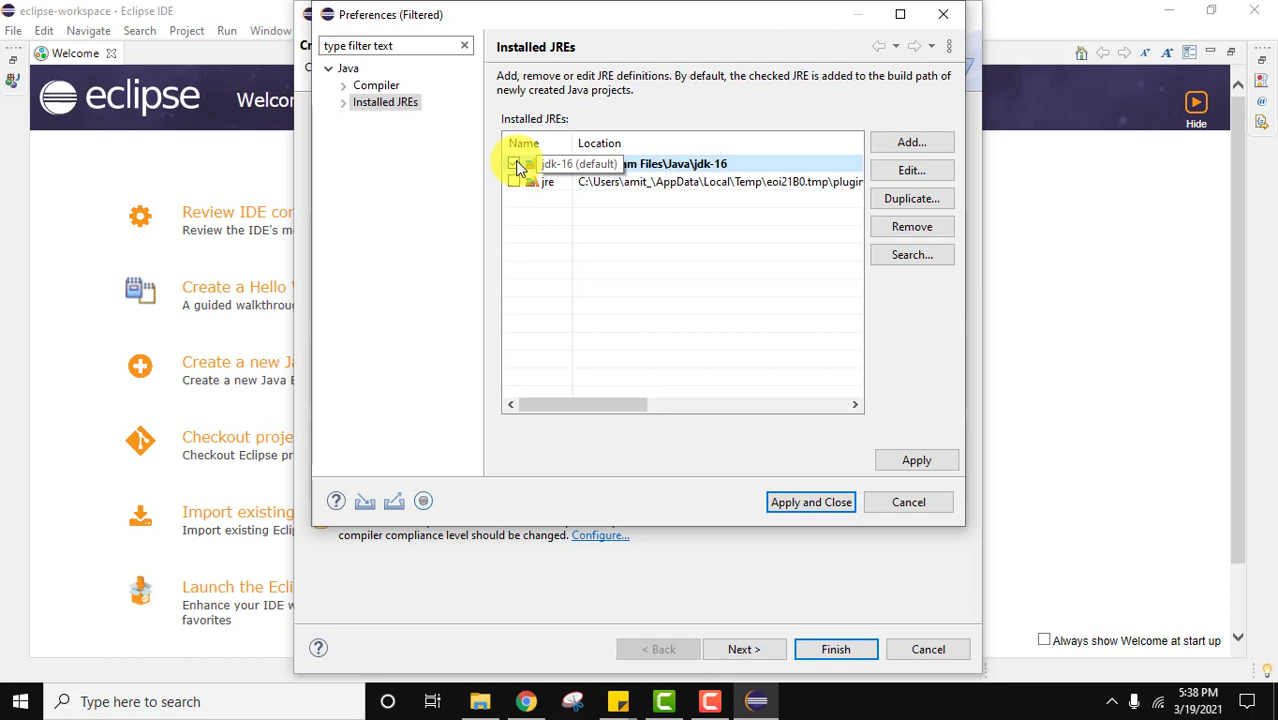 eclipse-workspace - Eclipse IDE
File Edit Navigate Search Project Run Window
Welcome
eclipse
Welcom
Hide
Review IDE con
Review the IDE's m
Create a Hello W
A guided walkthroug
Create a new Ja
Create a new Java E
Checkout proje
Checkout Eclipse pro
Import existing
Import existing Eclip
Launch the Ecli
Enhance your IDE w
favorites
Always show Welcome at start up
Preferences (Filtered)
type filter text
Java
Compiler
Installed JREs
Installed JREs
Add, remove or edit JRE definitions. By default, the checked JRE is added to the build path of
newly created Java projects.
Installed JREs:
Name Location
jdk-16 (default) am Files\Java\jdk-16
jre C:\Users\amit_\AppData\Local\Temp\eoi21B0.tmp\plugin
Add...
Edit...
Duplicate...
Remove
Search...
Apply
Apply and Close Cancel
compiler compliance level should be changed. Configure...
< Back Next > Finish Cancel
Type here to search
5:38 PM
3/19/2021